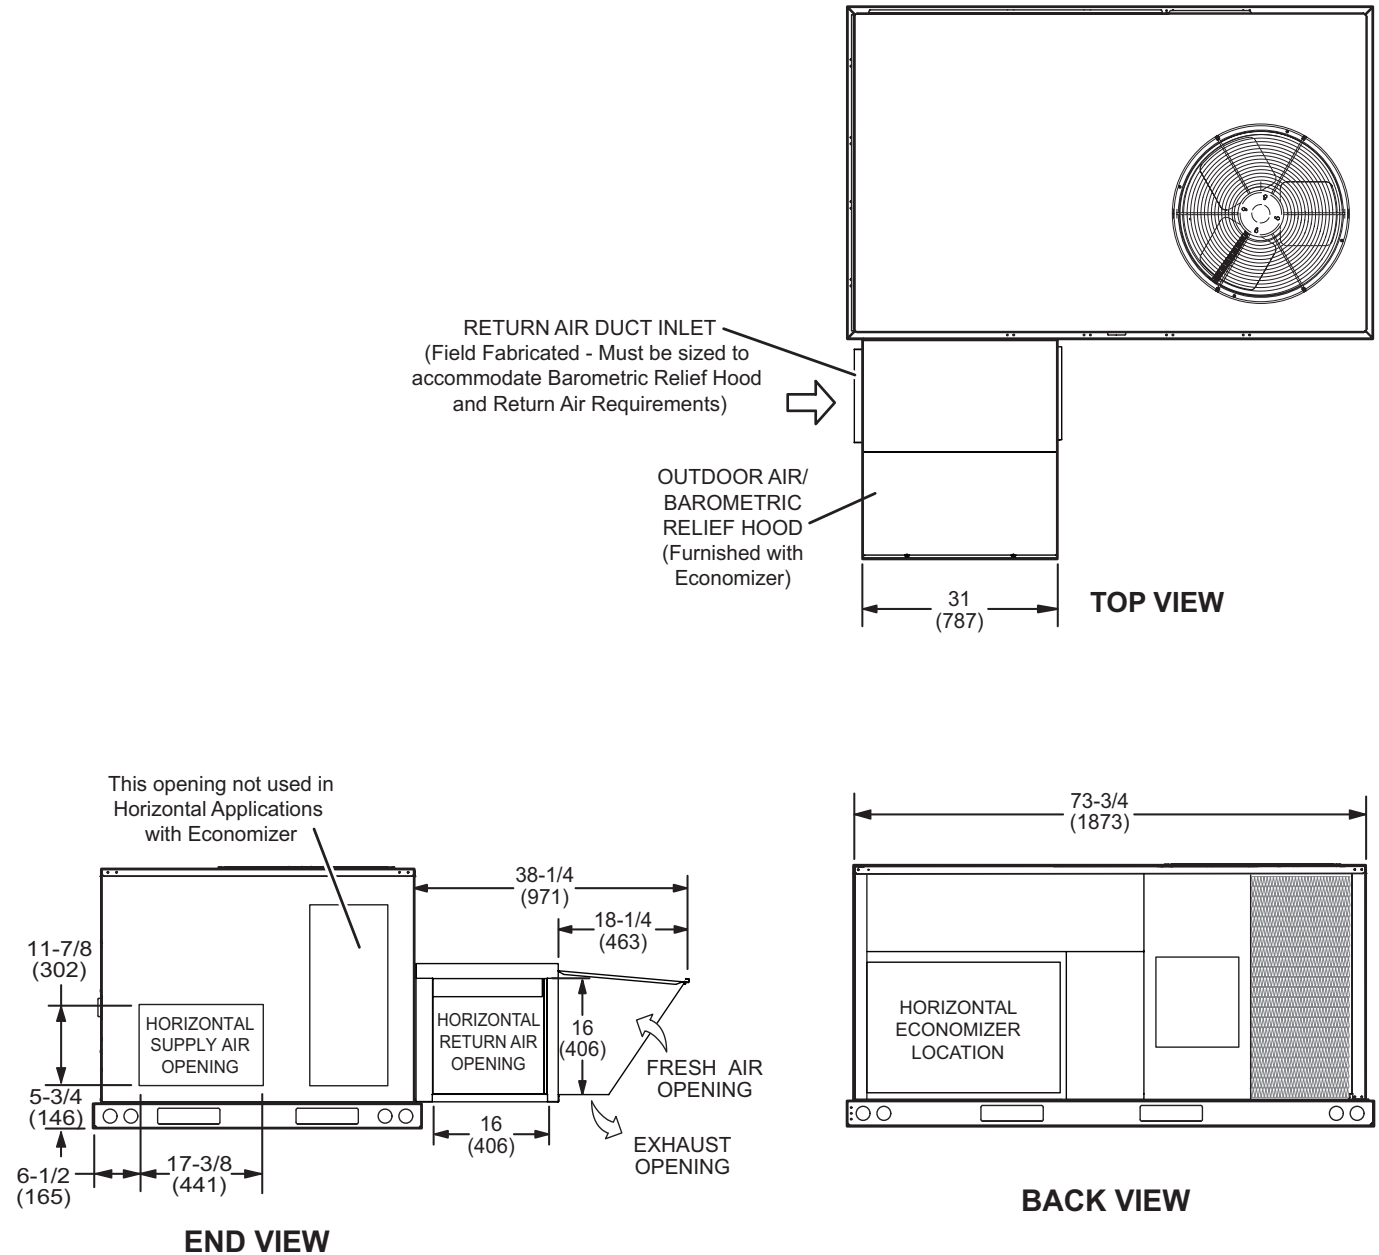 RETURN AIR DUCT INLET
(Field Fabricated - Must be sized to
accommodate Barometric Relief Hood
and Return Air Requirements)
OUTDOOR AIR/
BAROMETRIC
RELIEF HOOD
(Furnished with
Economizer)
31
(787)
TOP VIEW
This opening not used in
Horizontal Applications
with Economizer
38-1/4
(971)
18-1/4
(463)
11-7/8
(302)
HORIZONTAL
SUPPLY AIR
OPENING
HORIZONTAL
RETURN AIR
OPENING
16
(406)
FRESH AIR
OPENING
5-3/4
(146)
16
(406)
EXHAUST
OPENING
6-1/2
(165)
17-3/8
(441)
END VIEW
73-3/4
(1873)
HORIZONTAL
ECONOMIZER
LOCATION
BACK VIEW